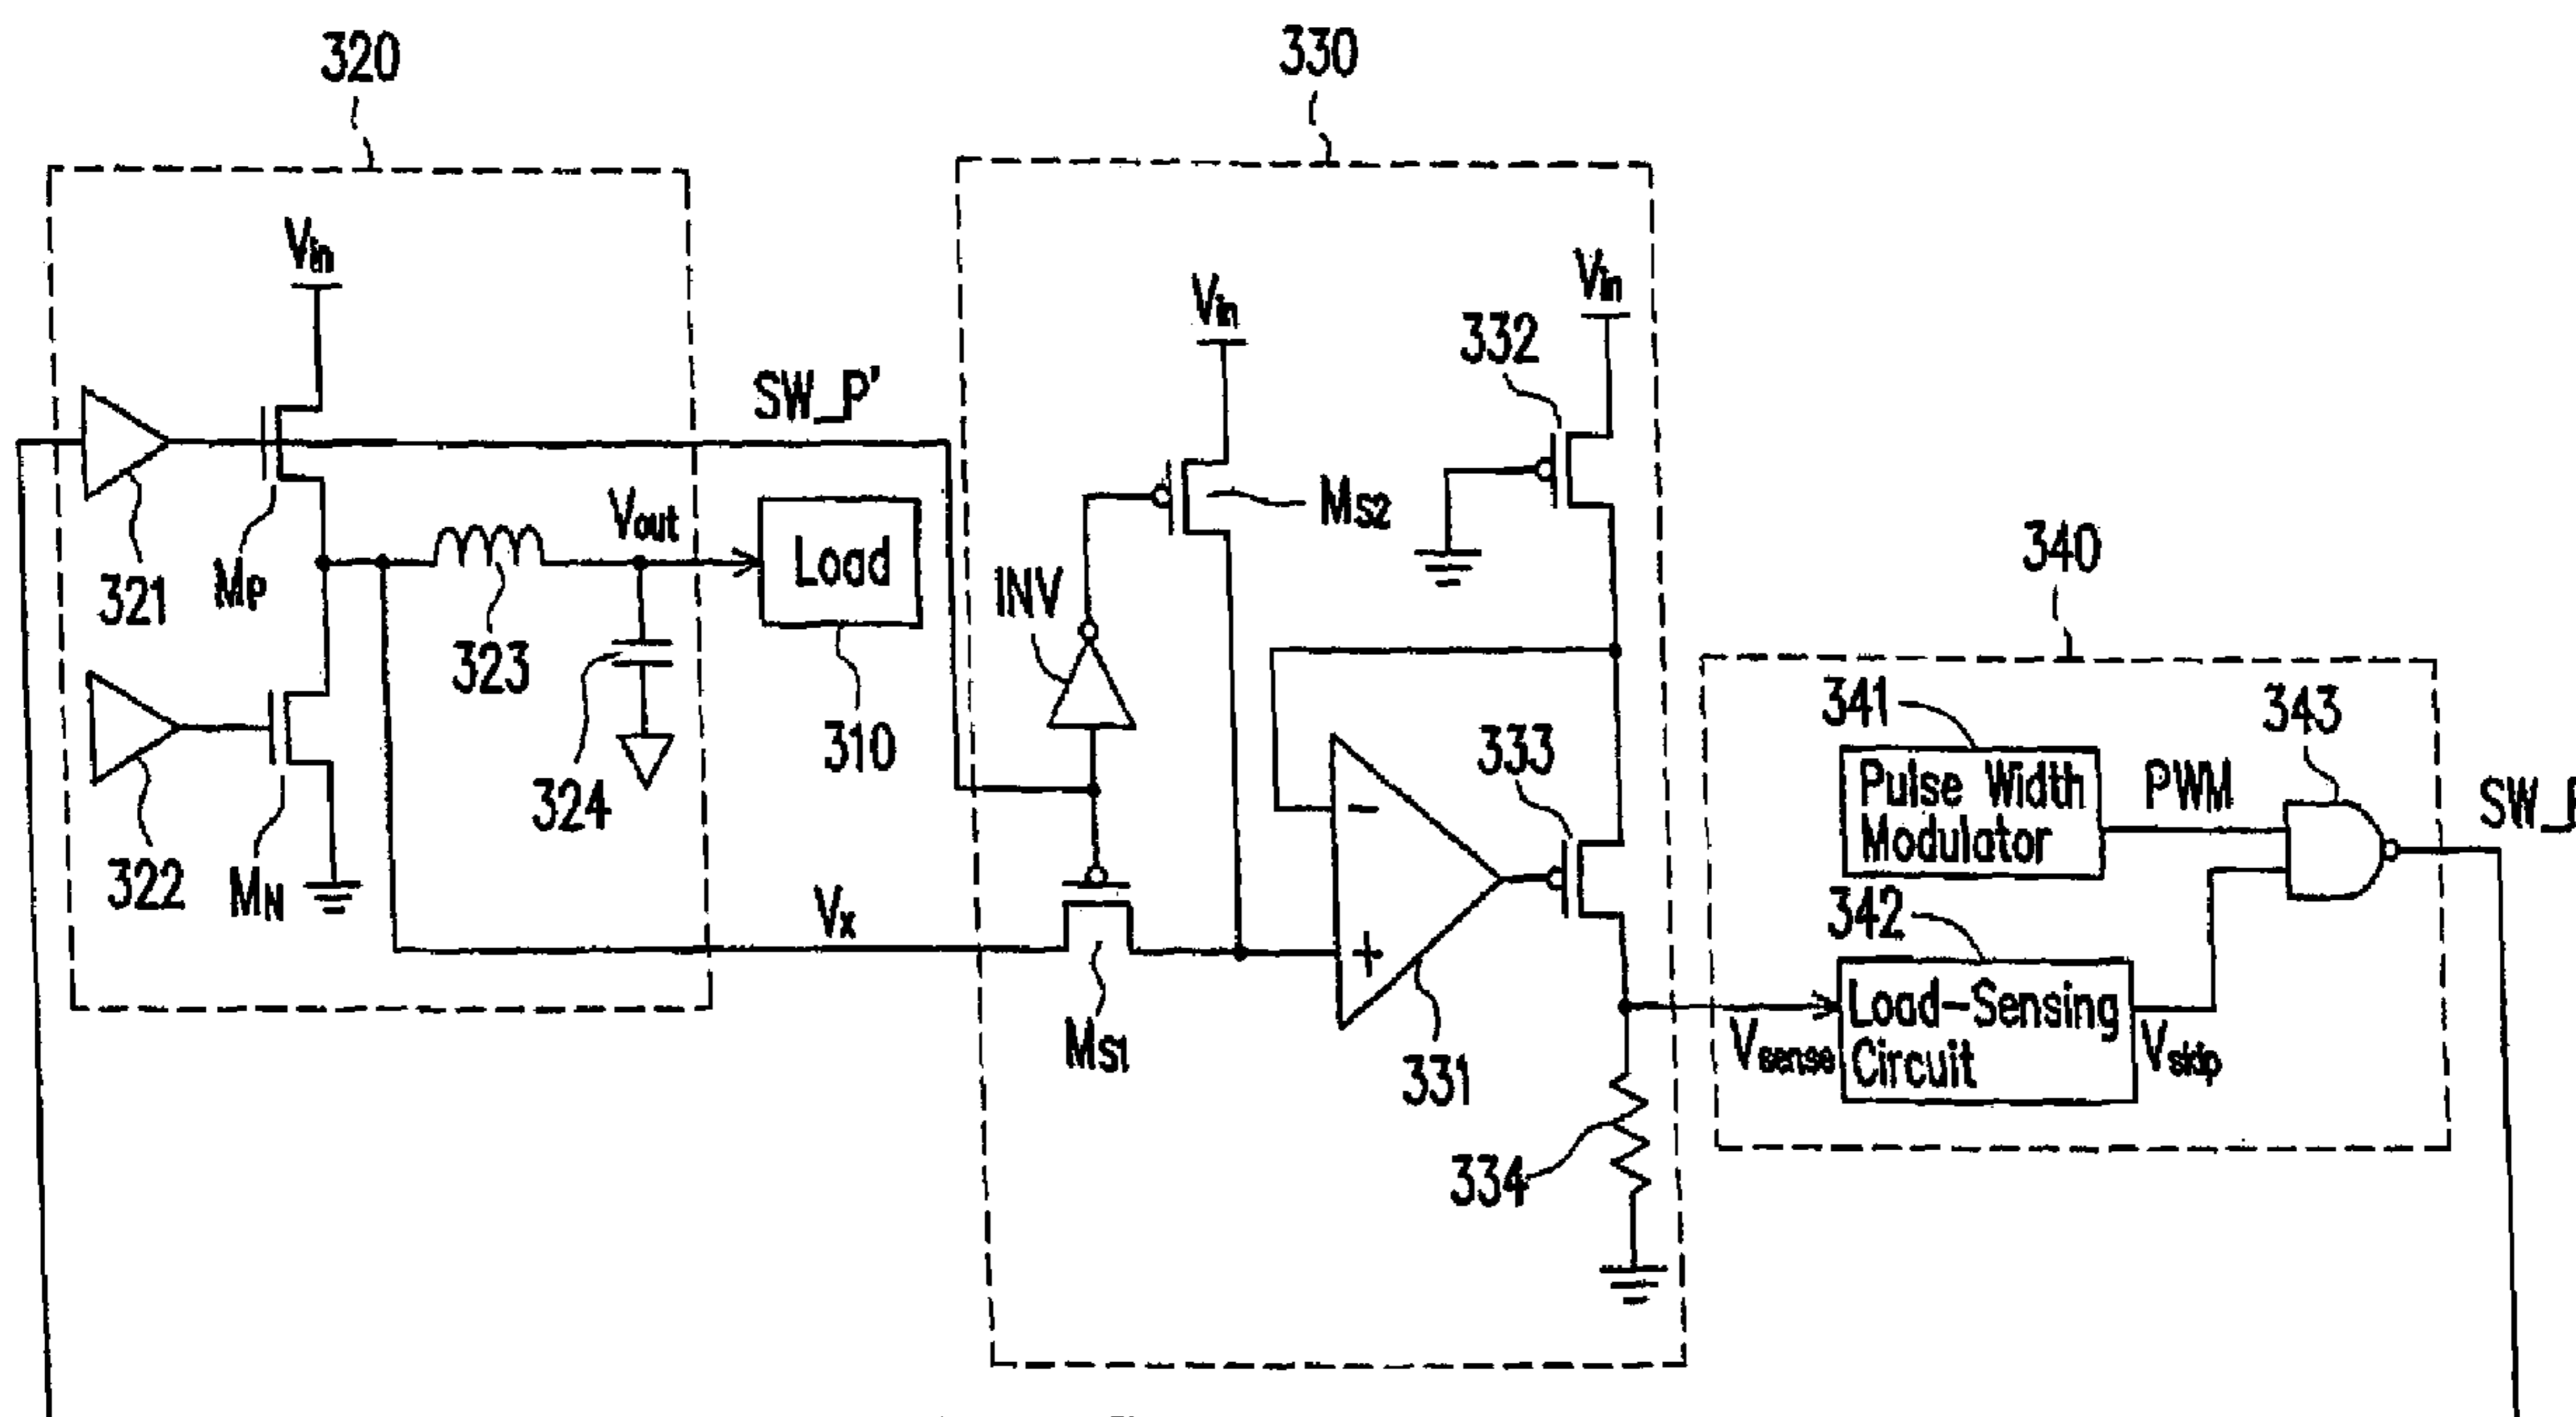 320
330
Vin
Vin
Vin
332
SW_P'
MS2
340
Vout
Load
INV
321
MP
323
341
343
333
310
Pulse Width
Modulator
PWM
324
322
MN
342
VX
Load-Sensing
Circuit
MS1
Vsense
Vskip
331
334